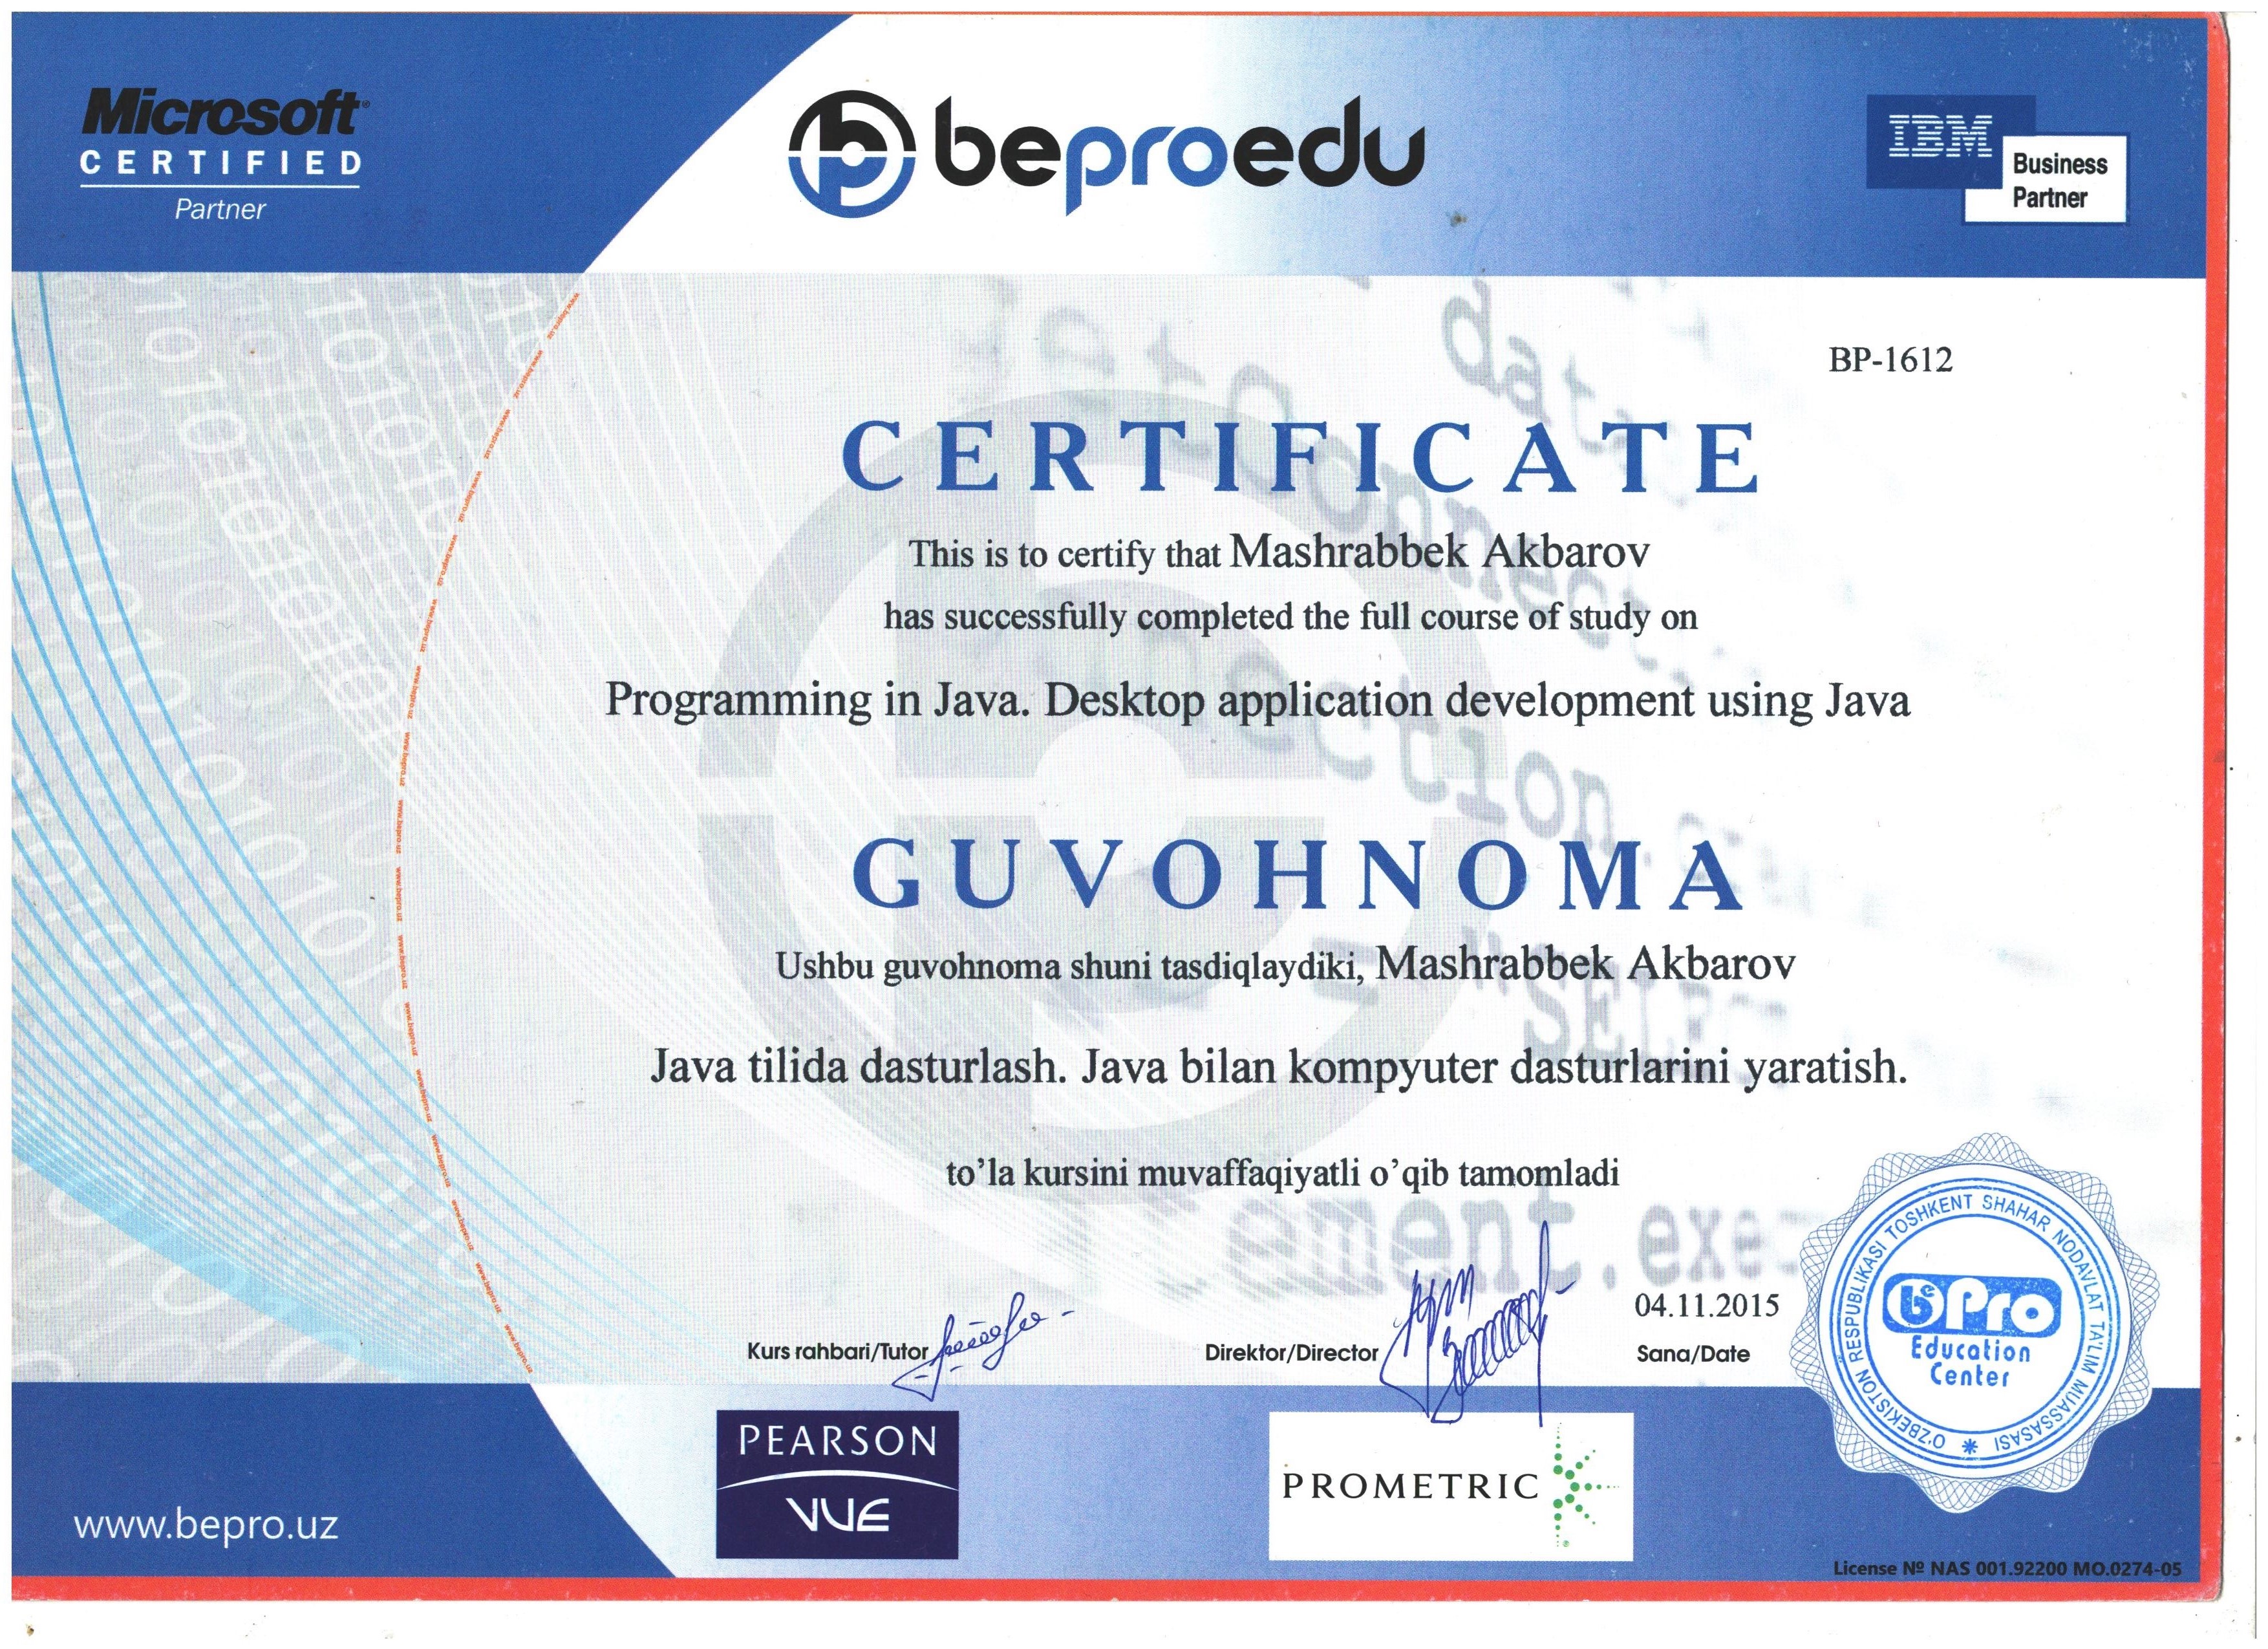 Microsoft®
CERTIFIED
Partner
beproedu
IBM
Business
Partner
BP-1612
CERTIFICATE
This is to certify that Mashrabbek Akbarov
has successfully completed the full course of study on
Programming in Java. Desktop application development using Java
GUVOHNOMA
Ushbu guvohnoma shuni tasdiqlaydiki, Mashrabbek Akbarov
Java tilida dasturlash. Java bilan kompyuter dasturlarini yaratish.
to’la kursini muvaffaqiyatli o’qib tamomladi
Kurs rahbari/Tutor
Direktor/Director
04.11.2015
Sana/Date
O'ZBEKISTON RESPUBLIKASI TOSHKENT SHAHAR NODAVLAT TA'LIM MUASSASASI
bePro
Education
Center
PEARSON
VUE
PROMETRIC
www.bepro.uz
License Nº NAS 001.92200 MO.0274-05